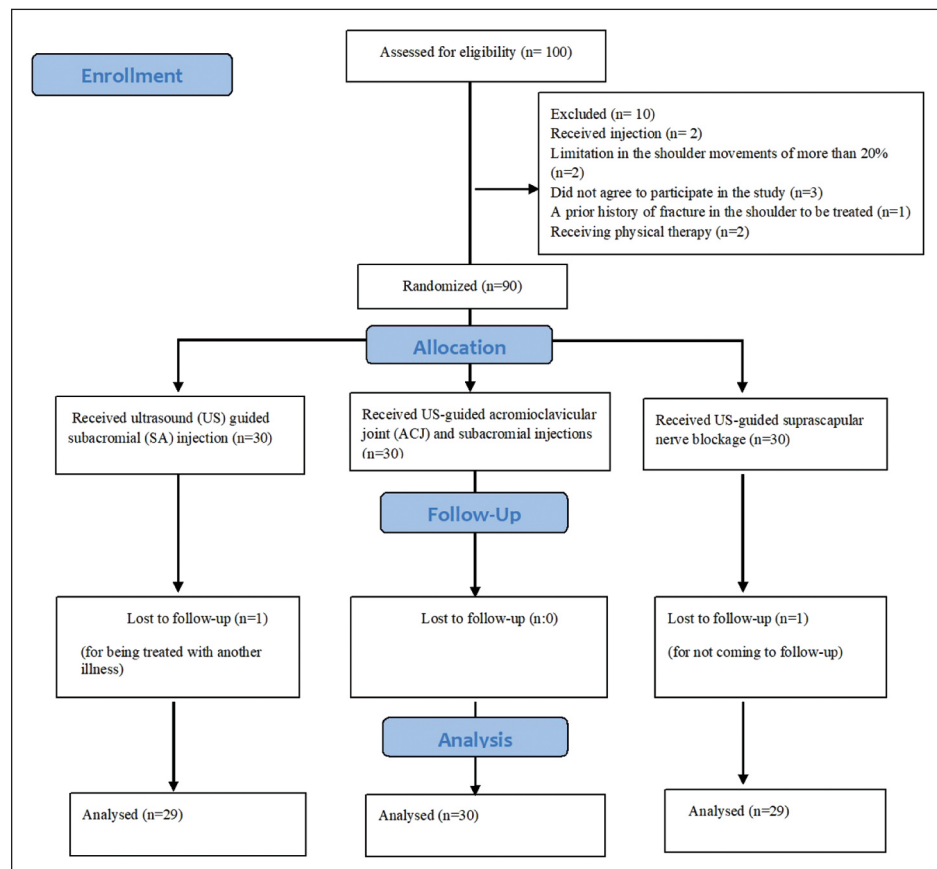 Assessed for eligibility (n= 100)
Enrollment
Excluded (n= 10)
Received injection (n= 2)
Limitation in the shoulder movements of more than 20%
(n=2)
Did not agree to participate in the study (n=3)
A prior history of fracture in the shoulder to be treated (n=1)
Receiving physical therapy (n=2)
Randomized (n=90)
Allocation
Received ultrasound (US) guided
subacromial (SA) injection (n=30)
Received US-guided acromioclavicular
joint (ACJ) and subacromial injections
(n=30)
Received US-guided suprascapular
nerve blockage (n=30)
Follow-Up
Lost to follow-up (n=1)
(for being treated with another
illness)
Lost to follow-up (n:0)
Lost to follow-up (n=1)
(for not coming to follow-up)
Analysis
Analysed (n=29)
Analysed (n=30)
Analysed (n=29)